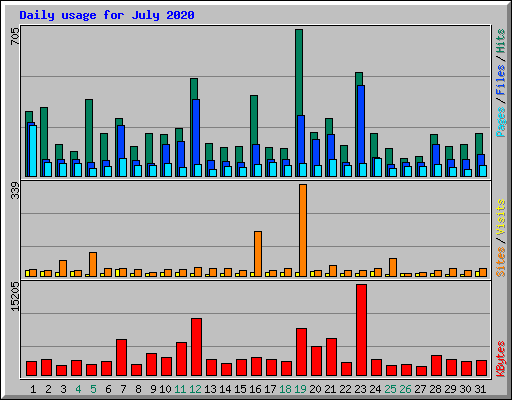 Daily usage for July 2020
705
Pages / Files / Hits
339
Sites / Visits
15205
KBytes
1 2 3 4 5 6 7 8 9 10 11 12 13 14 15 16 17 18 19 20 21 22 23 24 25 26 27 28 29 30 31